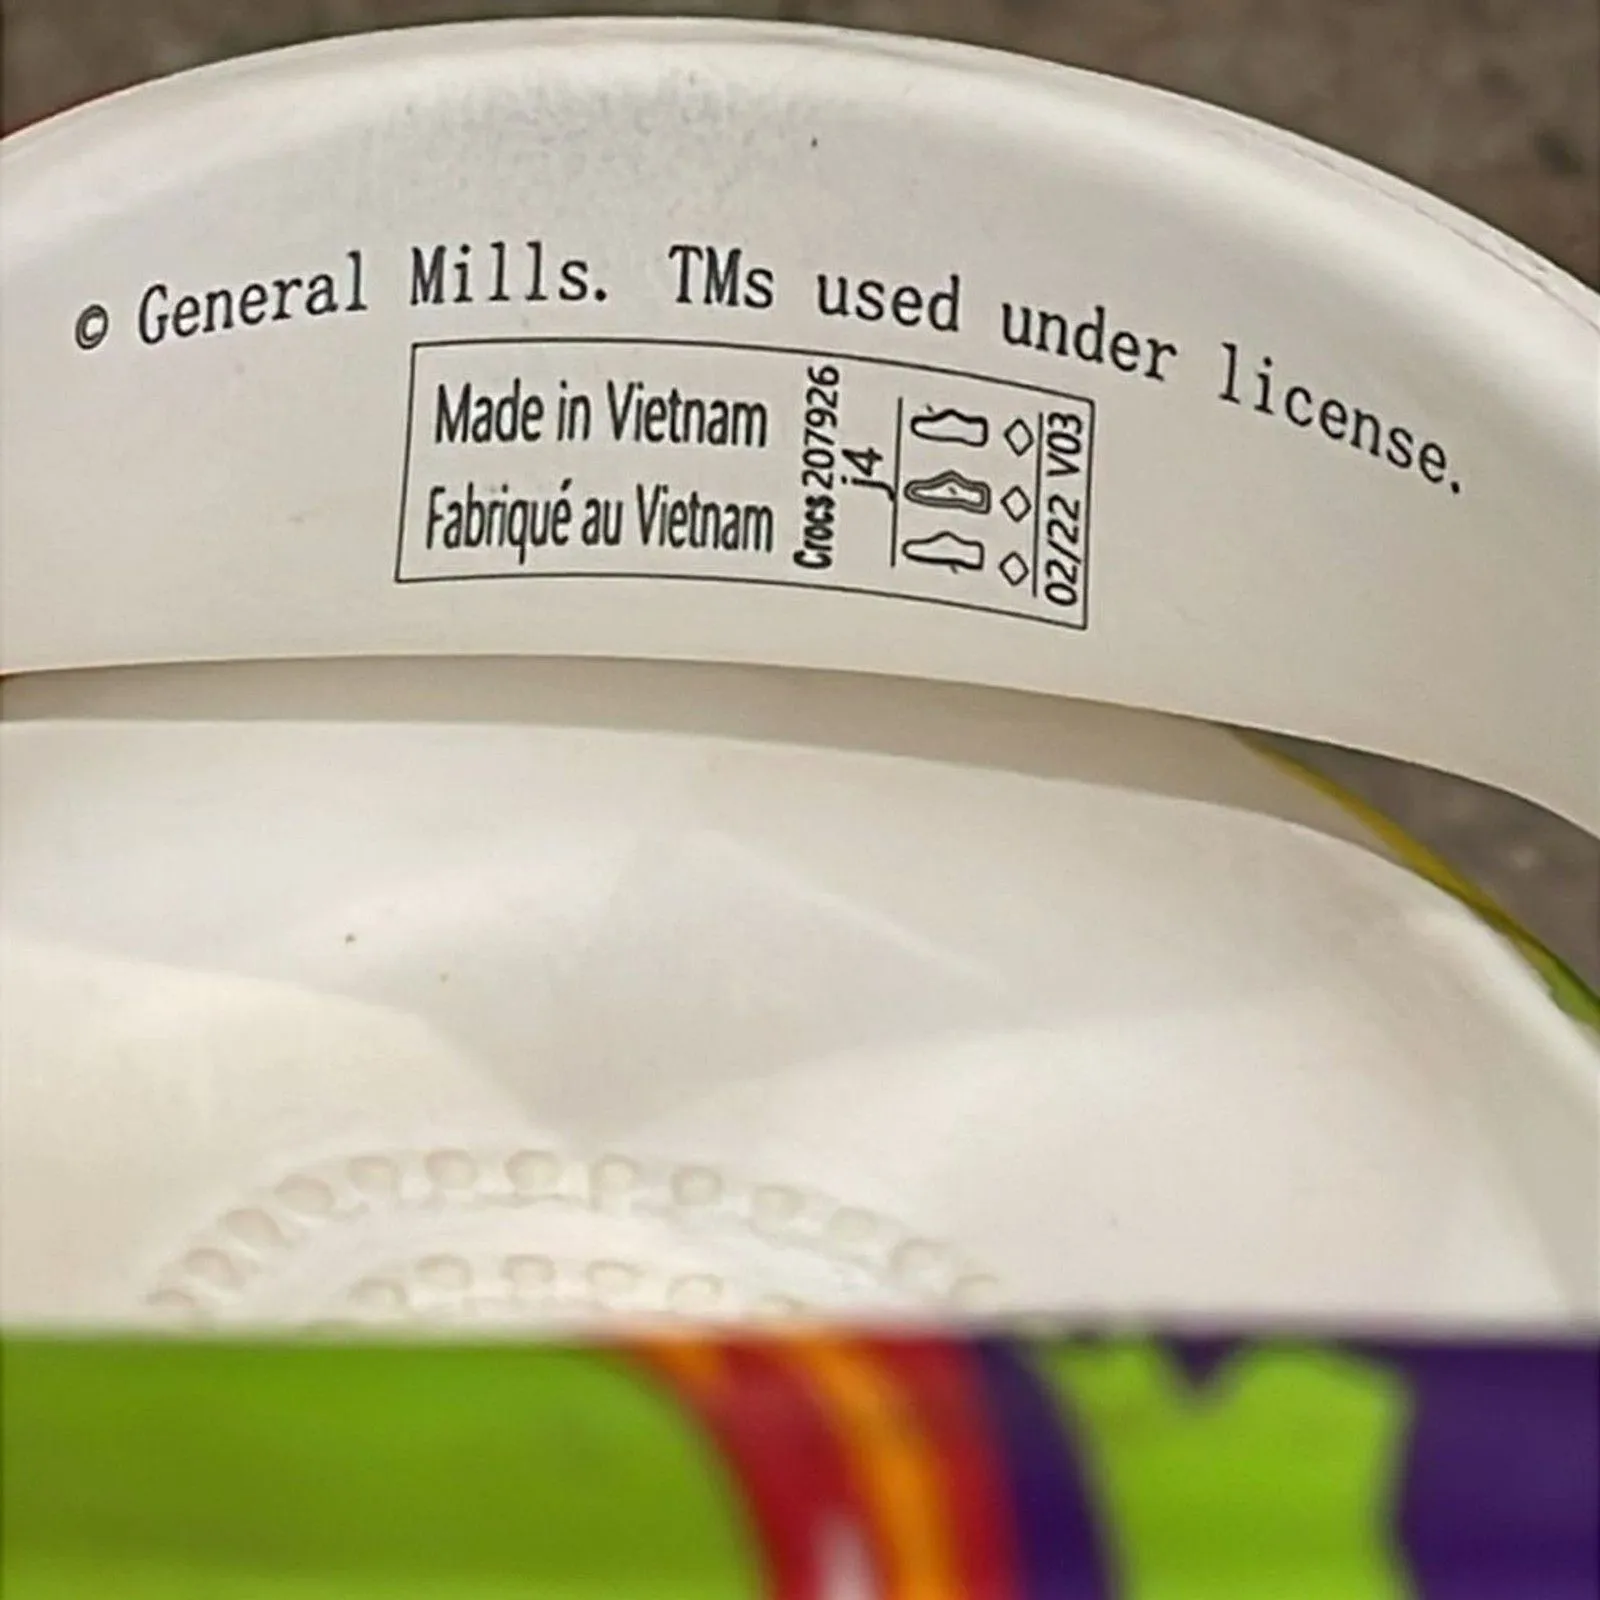 © General Mills. TMs used under license.
Made in Vietnam
Fabriqué au Vietnam
Crocs 207926
j4
02/22 V03